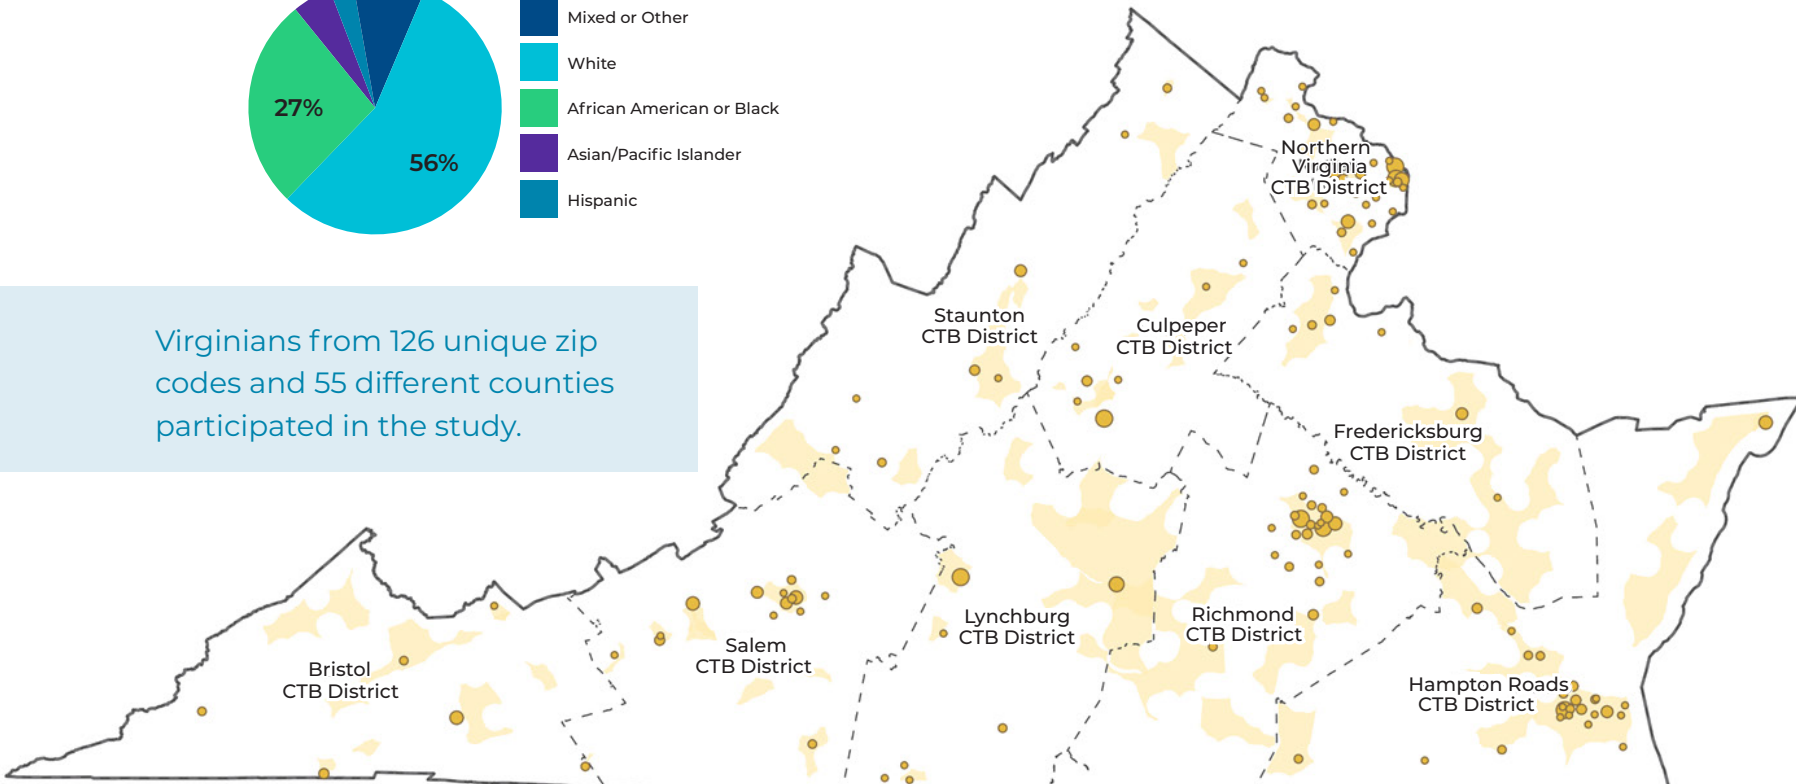 Mixed or Other
White
African American or Black
Asian/Pacific Islander
Hispanic
27%
56%
Virginians from 126 unique zip
codes and 55 different counties
participated in the study.
Northern
Virginia
CTB District
Staunton
CTB District
Culpeper
CTB District
Fredericksburg
CTB District
Lynchburg
CTB District
Richmond
CTB District
Salem
CTB District
Bristol
CTB District
Hampton Roads
CTB District